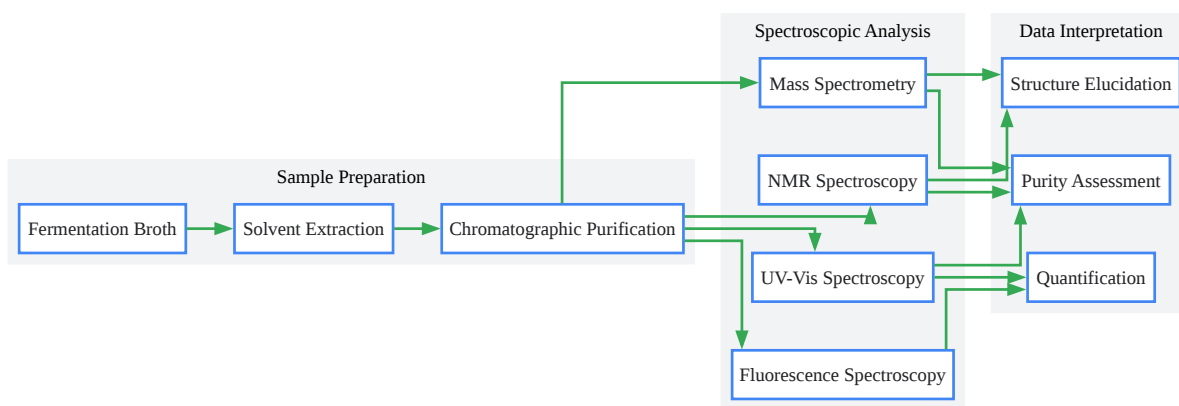 Sample Preparation
Fermentation Broth
Solvent Extraction
Chromatographic Purification
Spectroscopic Analysis
Mass Spectrometry
NMR Spectroscopy
UV-Vis Spectroscopy
Fluorescence Spectroscopy
Data Interpretation
Structure Elucidation
Purity Assessment
Quantification